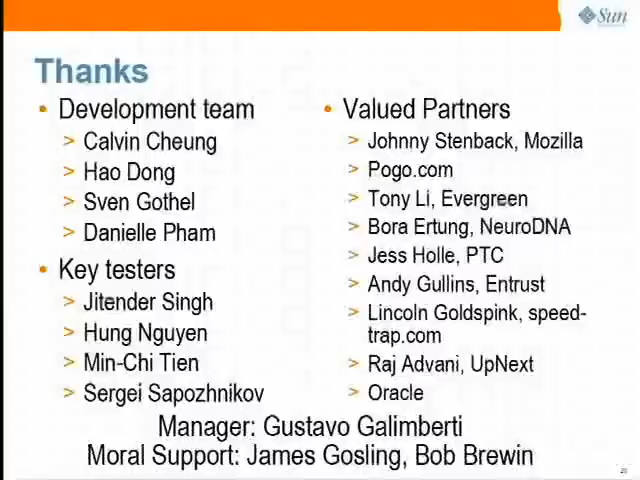 Sun
Thanks
• Development team
> Calvin Cheung
> Hao Dong
> Sven Gothel
> Danielle Pham
• Key testers
> Jitender Singh
> Hung Nguyen
> Min-Chi Tien
> Sergei Sapozhnikov
• Valued Partners
> Johnny Stenback, Mozilla
> Pogo.com
> Tony Li, Evergreen
> Bora Ertung, NeuroDNA
> Jess Holle, PTC
> Andy Gullins, Entrust
> Lincoln Goldspink, speed-
trap.com
> Raj Advani, UpNext
> Oracle
Manager: Gustavo Galimberti
Moral Support: James Gosling, Bob Brewin